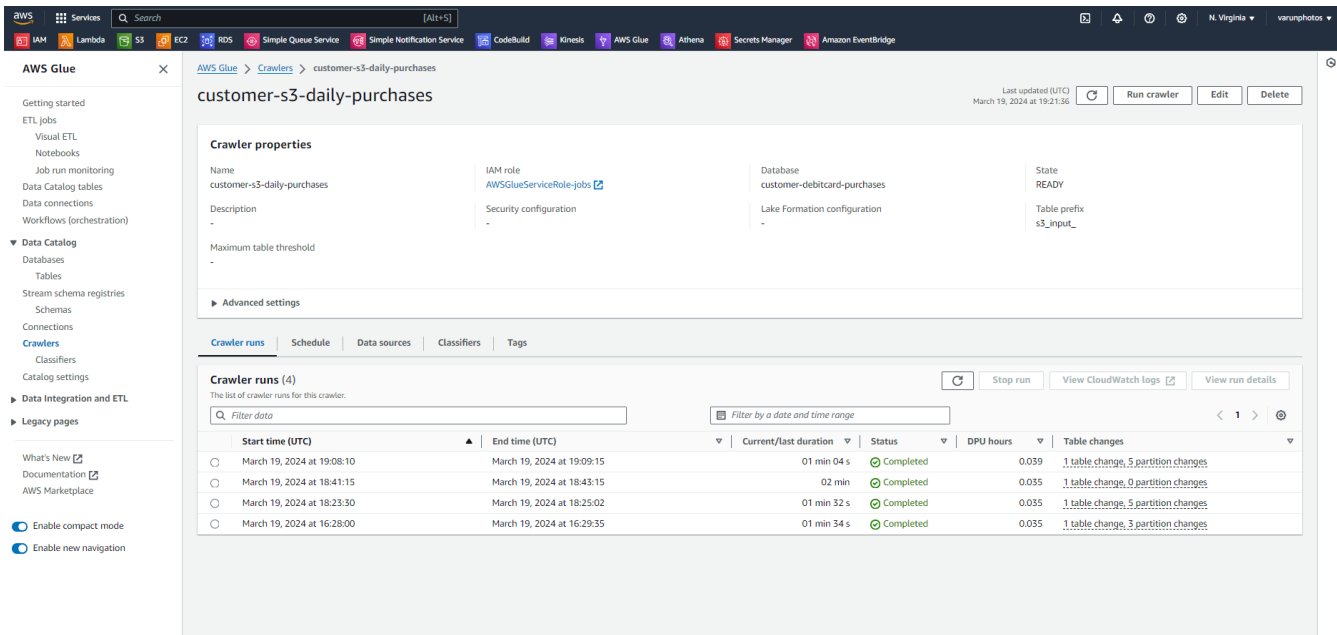 aws Services Search [Alt+S] N. Virginia varunphotos
IAM Lambda S3 EC2 RDS Simple Queue Service Simple Notification Service CodeBuild Kinesis AWS Glue Athena Secrets Manager Amazon EventBridge
AWS Glue
Getting started
ETL jobs
Visual ETL
Notebooks
Job run monitoring
Data Catalog tables
Data connections
Workflows (orchestration)
Data Catalog
Databases
Tables
Stream schema registries
Schemas
Connections
Crawlers
Classifiers
Catalog settings
Data Integration and ETL
Legacy pages
What's New
Documentation
AWS Marketplace
Enable compact mode
Enable new navigation
AWS Glue > Crawlers > customer-s3-daily-purchases
customer-s3-daily-purchases
Last updated (UTC)
March 19, 2024 at 19:21:36
Run crawler Edit Delete
Crawler properties
Name IAM role Database State
customer-s3-daily-purchases AWSGlueServiceRole-jobs customer-debitcard-purchases READY
Description Security configuration Lake Formation configuration Table prefix
- - - s3_input_
Maximum table threshold
-
Advanced settings
Crawler runs Schedule Data sources Classifiers Tags
Crawler runs (4) Stop run View CloudWatch logs View run details
The list of crawler runs for this crawler.
Filter data Filter by a date and time range < 1 >
Start time (UTC) End time (UTC) Current/last duration Status DPU hours Table changes
March 19, 2024 at 19:08:10 March 19, 2024 at 19:09:15 01 min 04 s Completed 0.039 1 table change, 5 partition changes
March 19, 2024 at 18:41:15 March 19, 2024 at 18:43:15 02 min Completed 0.035 1 table change, 0 partition changes
March 19, 2024 at 18:23:30 March 19, 2024 at 18:25:02 01 min 32 s Completed 0.035 1 table change, 5 partition changes
March 19, 2024 at 16:28:00 March 19, 2024 at 16:29:35 01 min 34 s Completed 0.035 1 table change, 3 partition changes